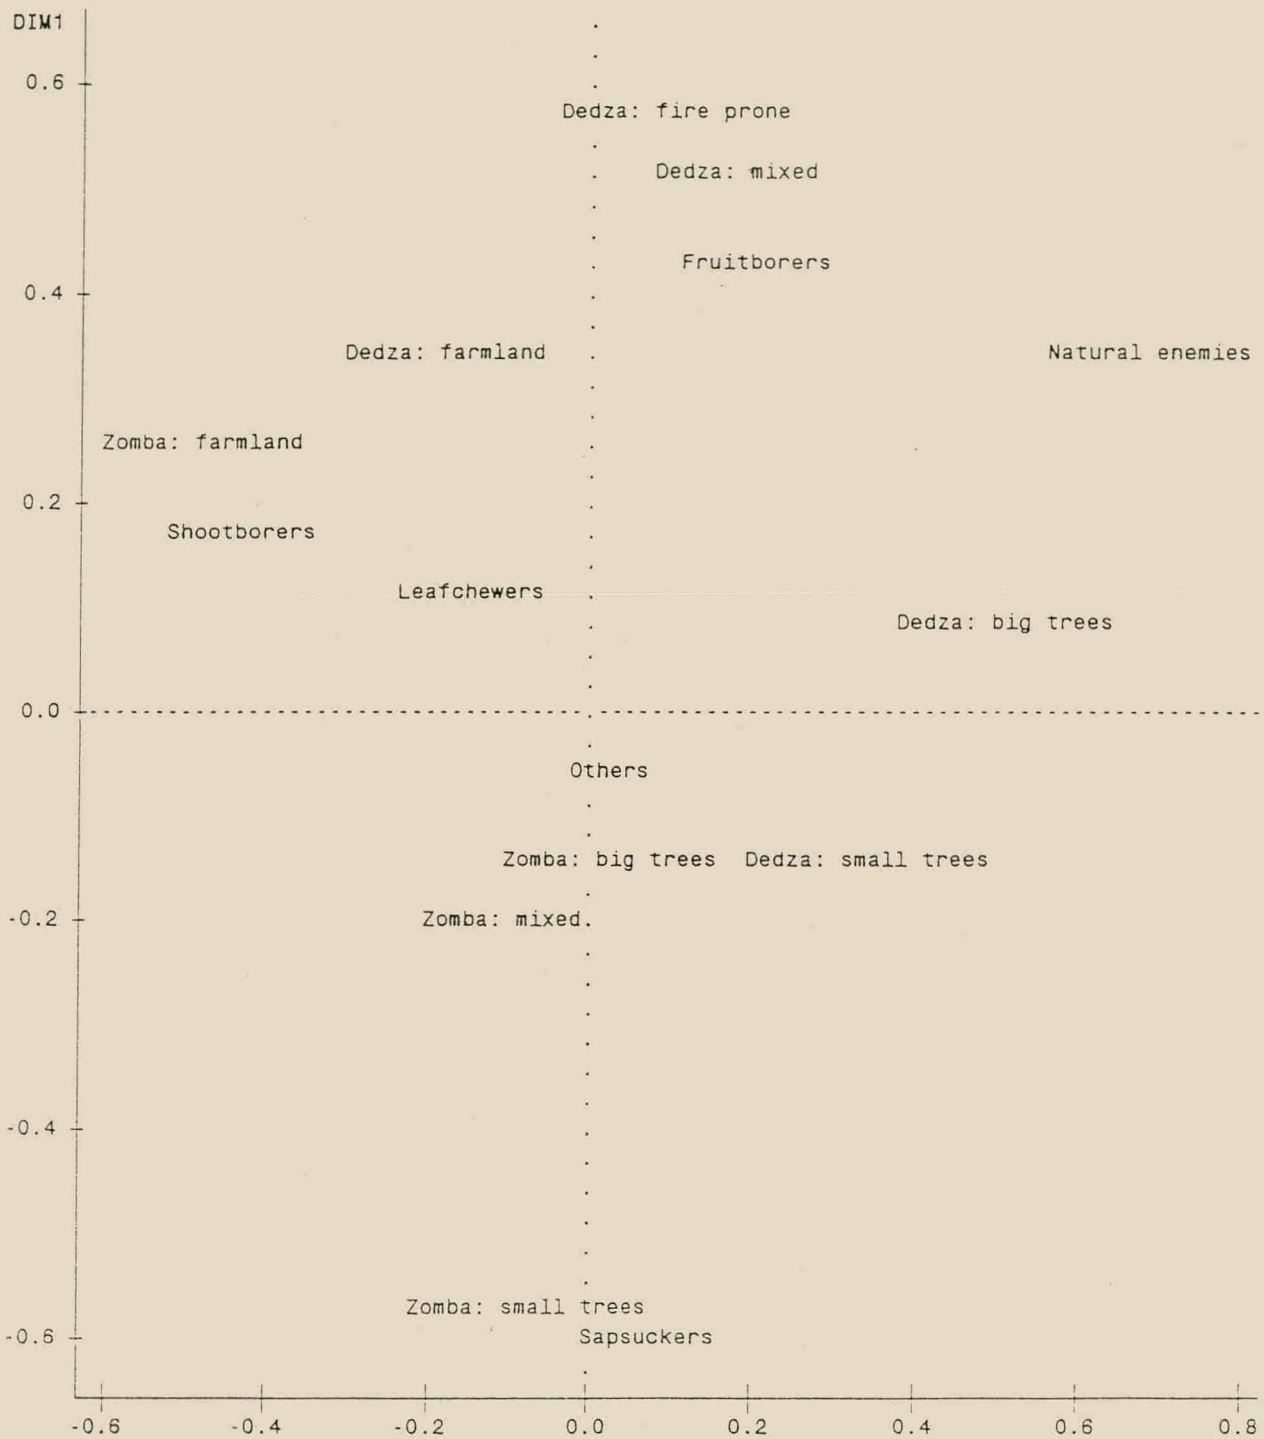 DIM1
0.6
Dedza: fire prone
Dedza: mixed
Fruitborers
0.4
Dedza: farmland Natural enemies
Zomba: farmland
0.2
Shootborers
Leafchewers
Dedza: big trees
0.0
Others
Zomba: big trees Dedza: small trees
-0.2 Zomba: mixed
-0.4
Zomba: small trees
-0.6 Sapsuckers
-0.6 -0.4 -0.2 0.0 0.2 0.4 0.6 0.8